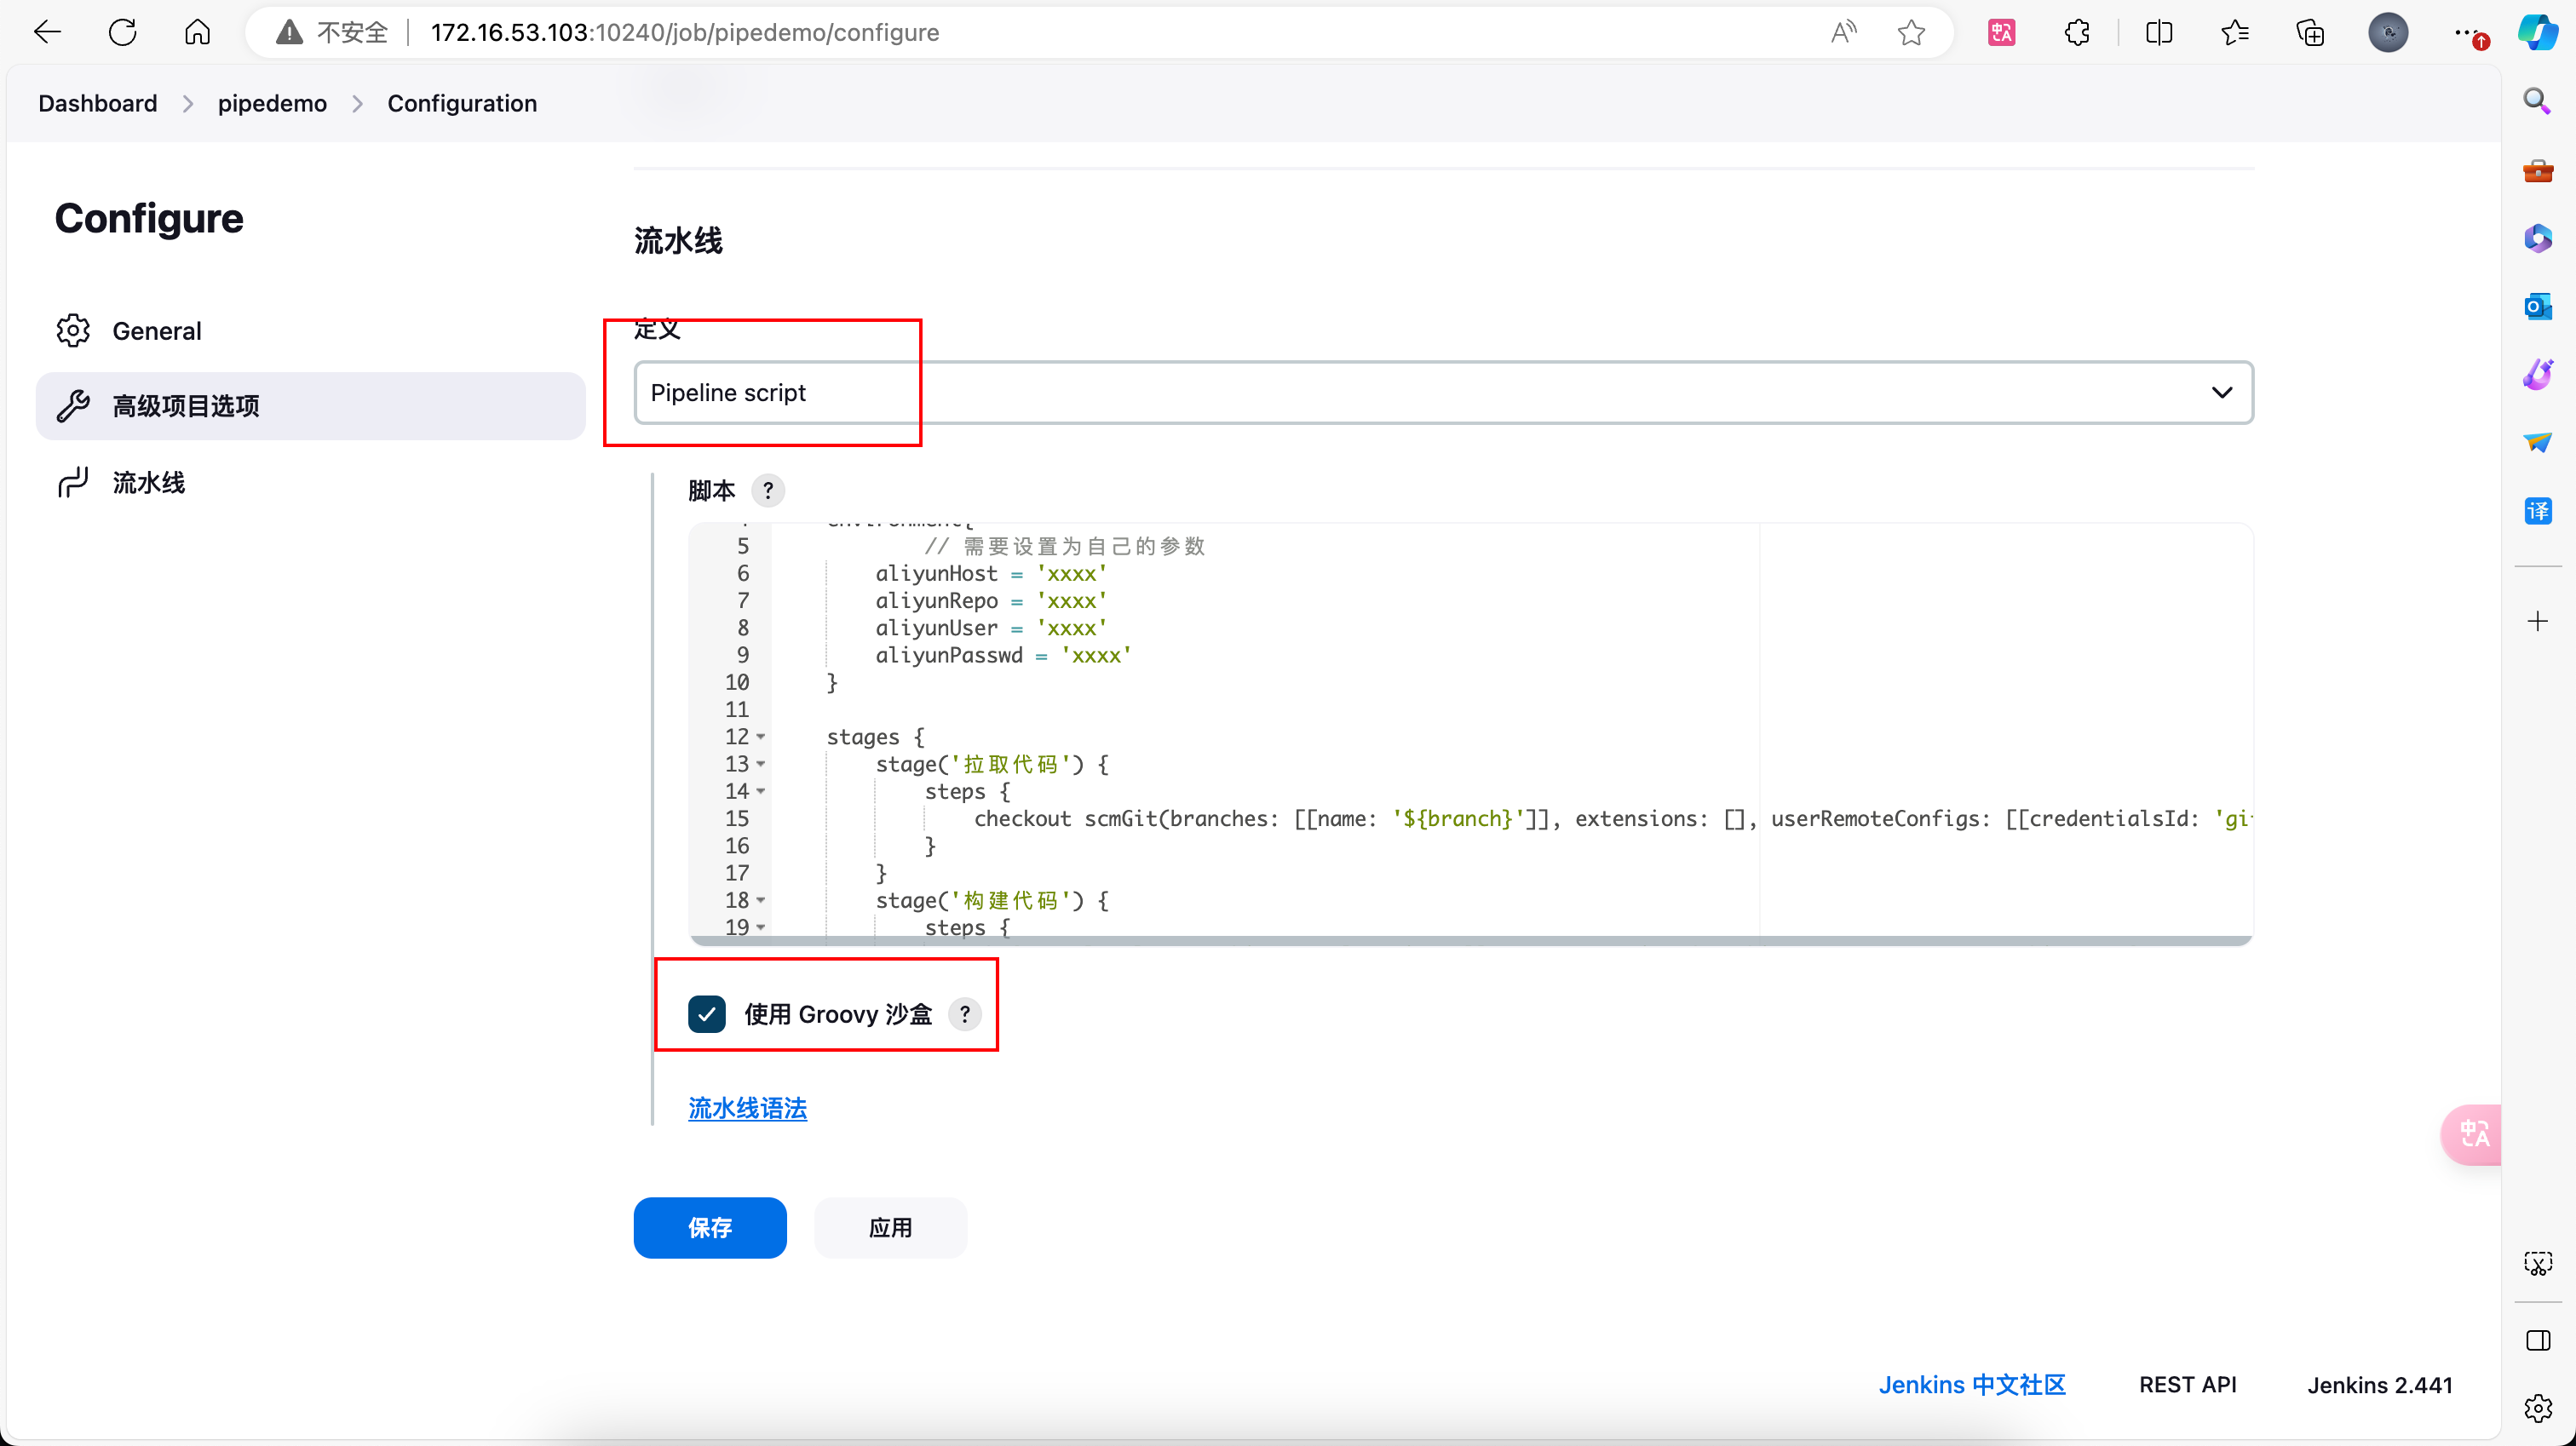 不安全 172.16.53.103:10240/job/pipedemo/configure
Dashboard > pipedemo > Configuration
Configure
General
高级项目选项
流水线
流水线
定义
Pipeline script
脚本 ?
environment{
5 // 需要设置为自己的参数
6 aliyunHost = 'xxxx'
7 aliyunRepo = 'xxxx'
8 aliyunUser = 'xxxx'
9 aliyunPasswd = 'xxxx'
10 }
11
12 stages {
13 stage('拉取代码') {
14 steps {
15 checkout scmGit(branches: [[name: '${branch}']], extensions: [], userRemoteConfigs: [[credentialsId: 'gi
16 }
17 }
18 stage('构建代码') {
19 steps {
使用 Groovy 沙盒 ?
流水线语法
保存 应用
Jenkins 中文社区 REST API Jenkins 2.441
译